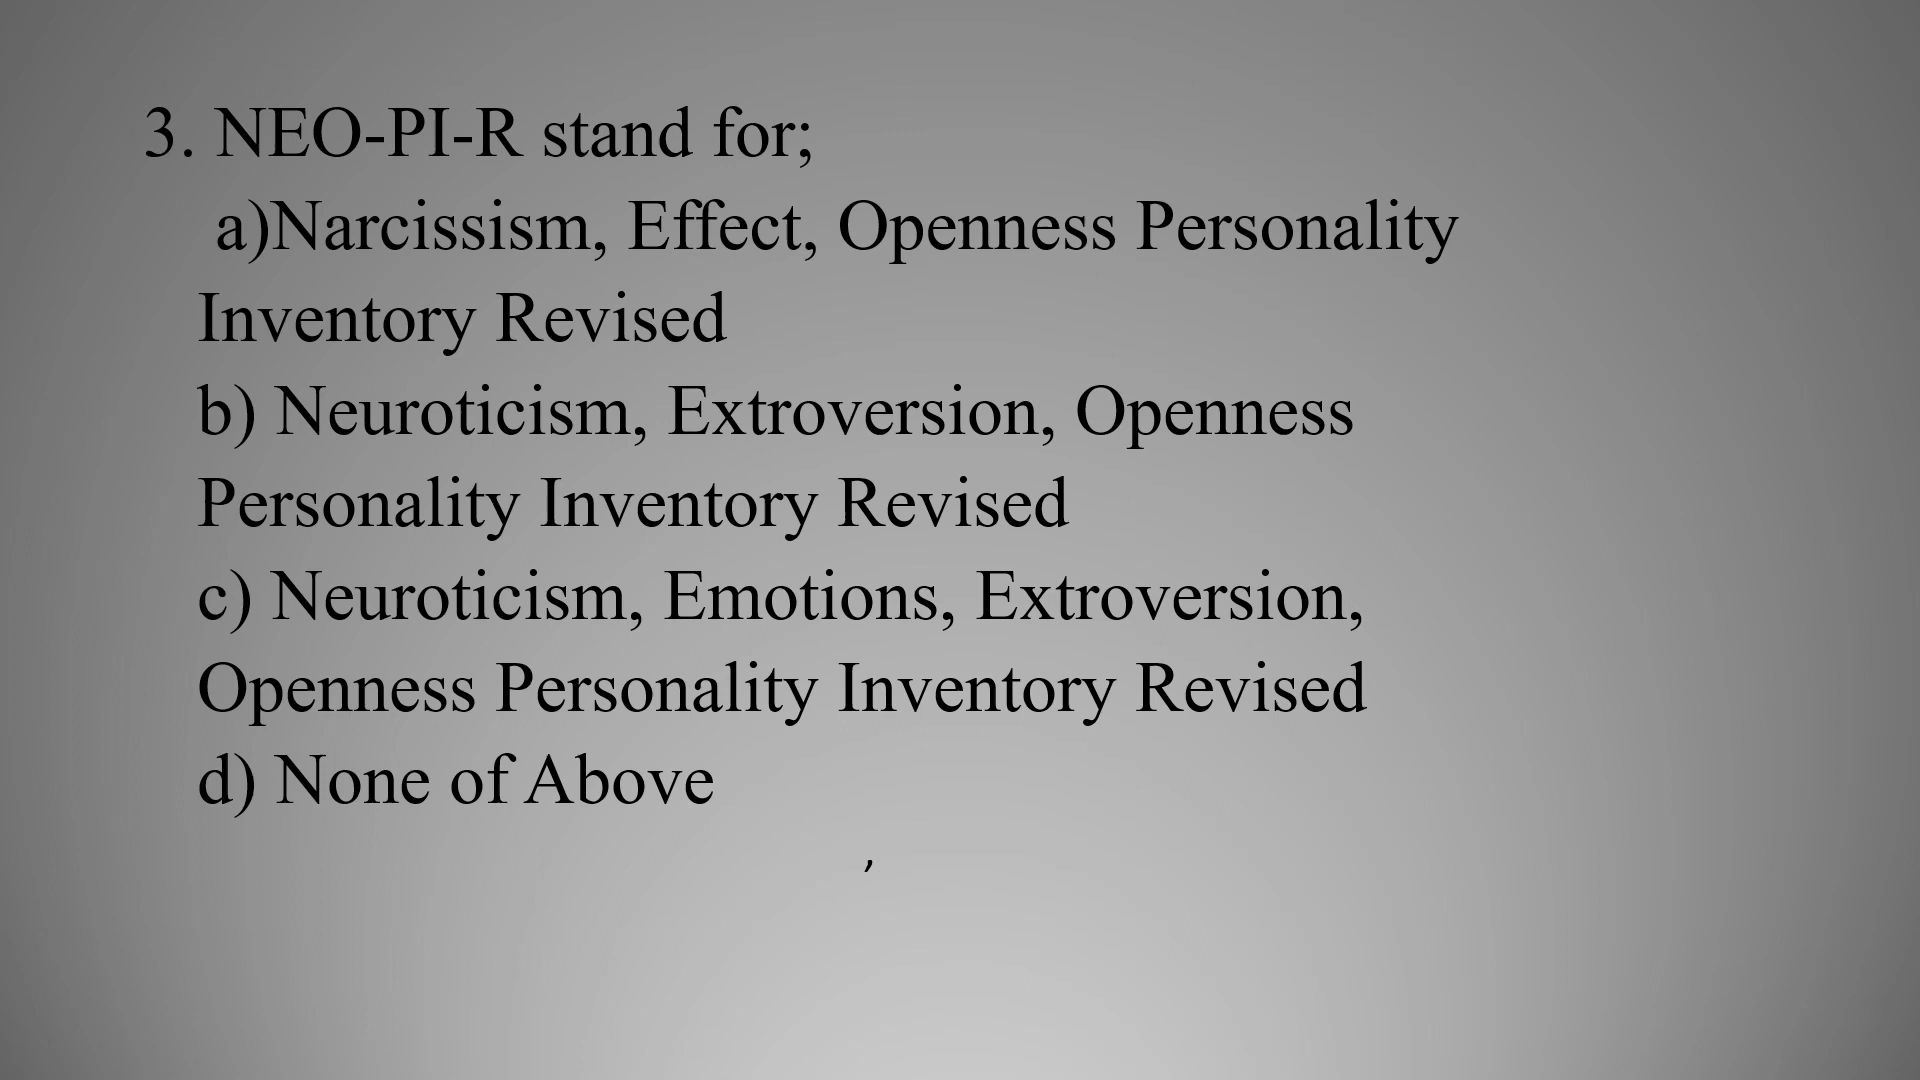 3. NEO-PI-R stand for;
a)Narcissism, Effect, Openness Personality
Inventory Revised
b) Neuroticism, Extroversion, Openness
Personality Inventory Revised
c) Neuroticism, Emotions, Extroversion,
Openness Personality Inventory Revised
d) None of Above
,